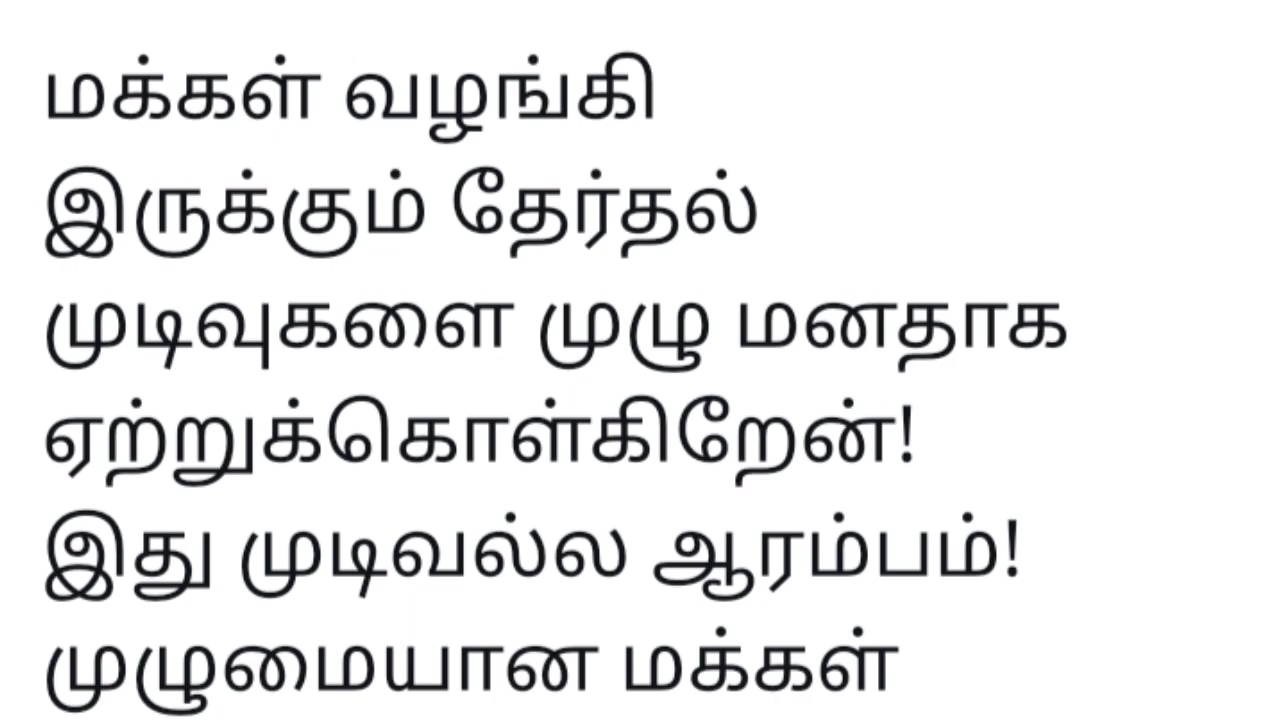 மக்கள் வழங்கி
இருக்கும் தேர்தல்
முடிவுகளை முழு மனதாக
ஏற்றுக்கொள்கிறேன்!
இது முடிவல்ல ஆரம்பம்!
முழுமையான மக்கள்